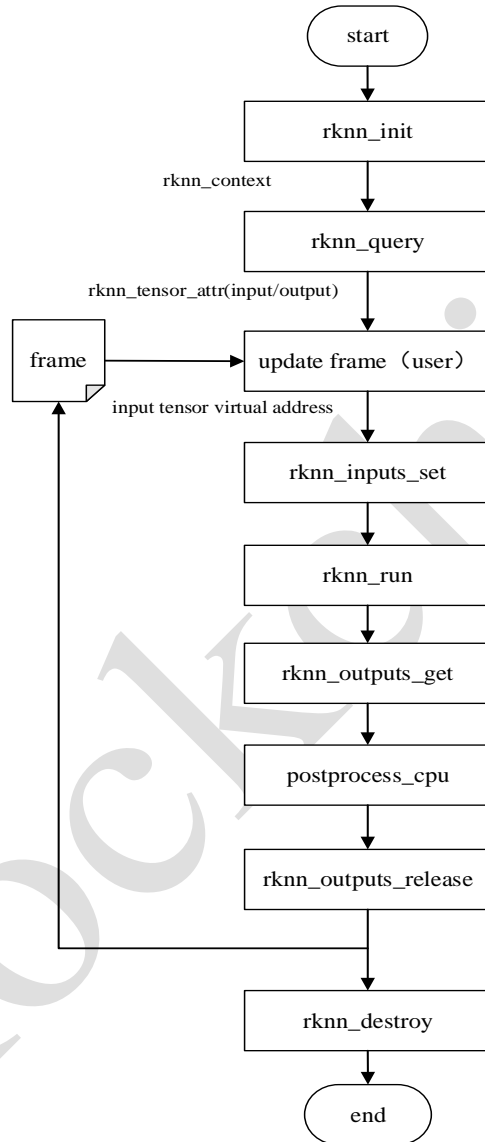 start
rknn_init
rknn_context
rknn_query
rknn_tensor_attr(input/output)
frame
update frame（user）
input tensor virtual address
rknn_inputs_set
rknn_run
rknn_outputs_get
postprocess_cpu
rknn_outputs_release
rknn_destroy
end